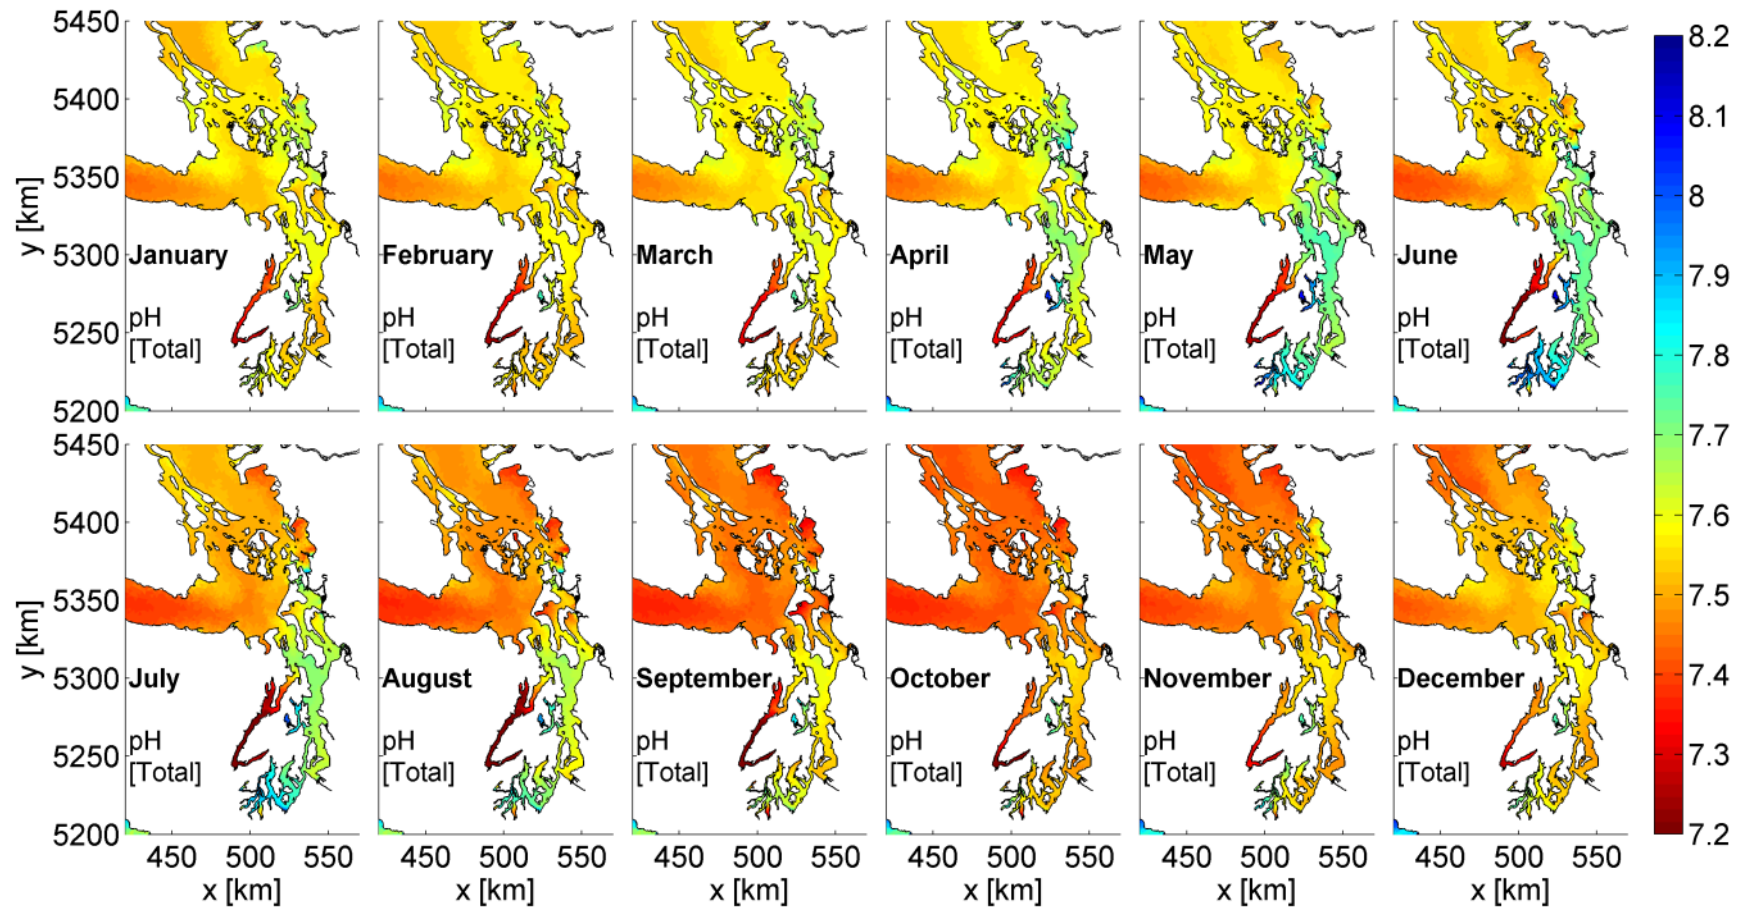 5450
5400
5350
5300
5250
5200
y [km]
January
pH
[Total]
February
pH
[Total]
March
pH
[Total]
April
pH
[Total]
May
pH
[Total]
June
pH
[Total]
8.2
8.1
8
7.9
7.8
7.7
7.6
7.5
7.4
7.3
7.2
5450
5400
5350
5300
5250
5200
y [km]
July
pH
[Total]
August
pH
[Total]
September
pH
[Total]
October
pH
[Total]
November
pH
[Total]
December
pH
[Total]
450 500 550
450 500 550
450 500 550
450 500 550
450 500 550
450 500 550
x [km]
x [km]
x [km]
x [km]
x [km]
x [km]